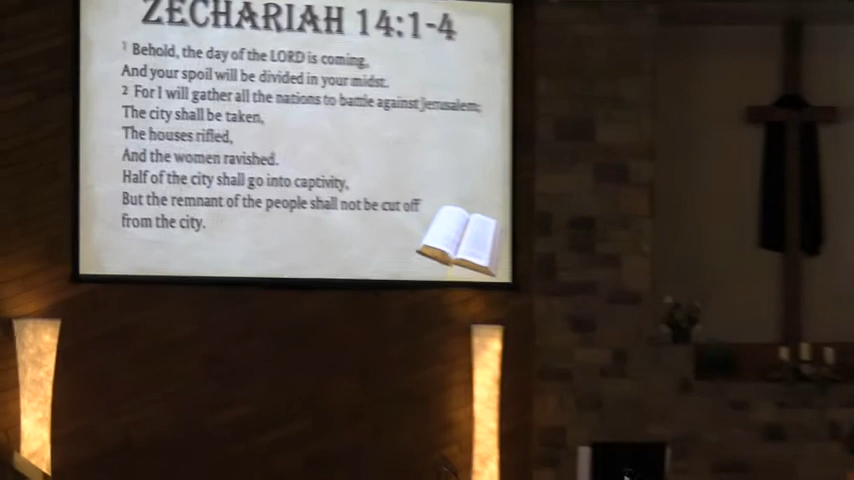 ZECHARIAH 14:1-4
1 Behold, the day of the LORD is coming,
And your spoil will be divided in your midst.
2 For I will gather all the nations to battle against Jerusalem;
The city shall be taken,
The houses rifled,
And the women ravished.
Half of the city shall go into captivity,
But the remnant of the people shall not be cut off
from the city.